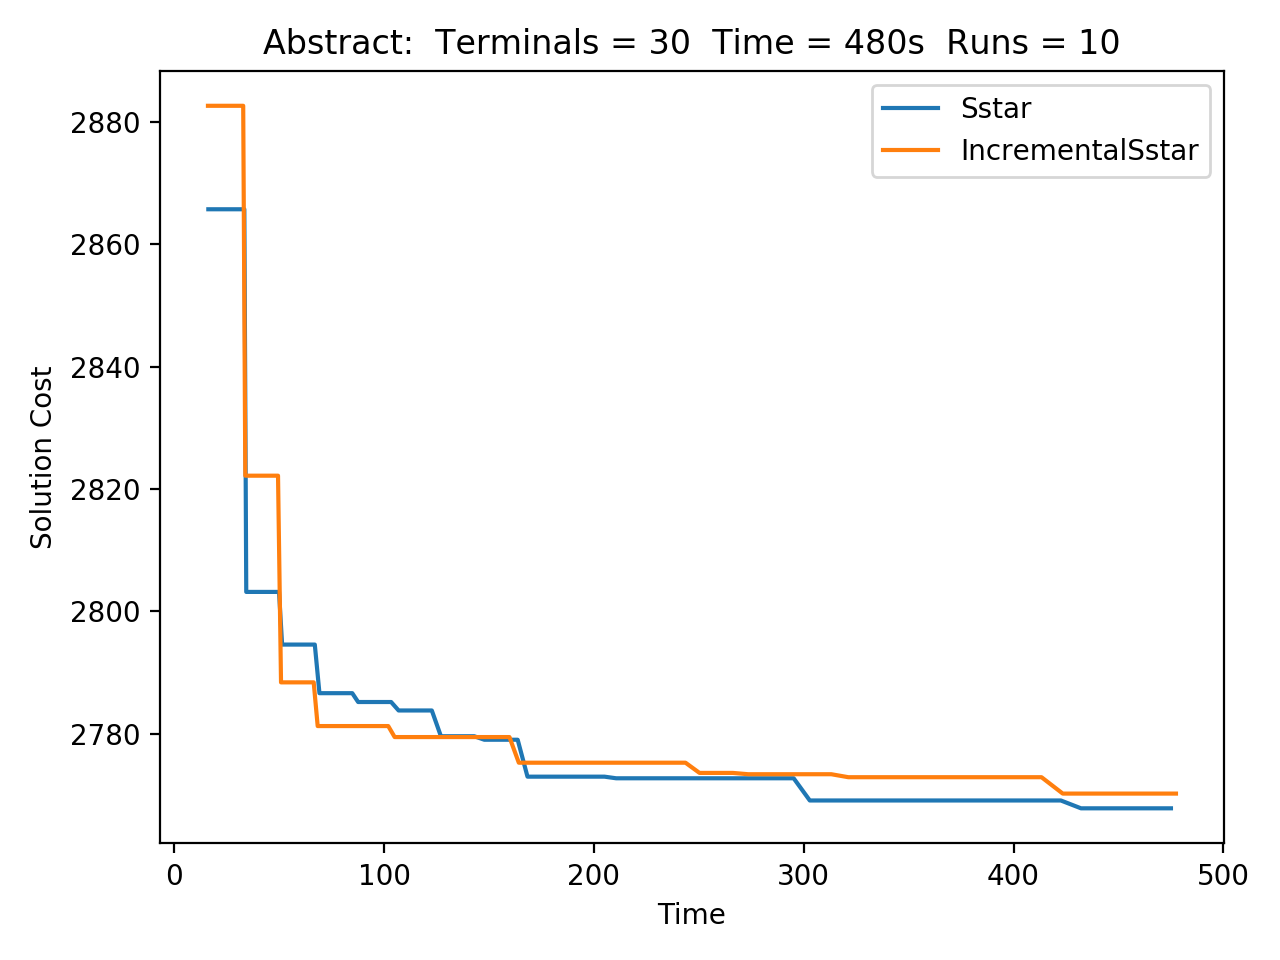 Abstract:  Terminals = 30  Time = 480s  Runs = 10
Sstar
IncrementalSstar
Solution Cost
2880
2860
2840
2820
2800
2780
0 100 200 300 400 500
Time